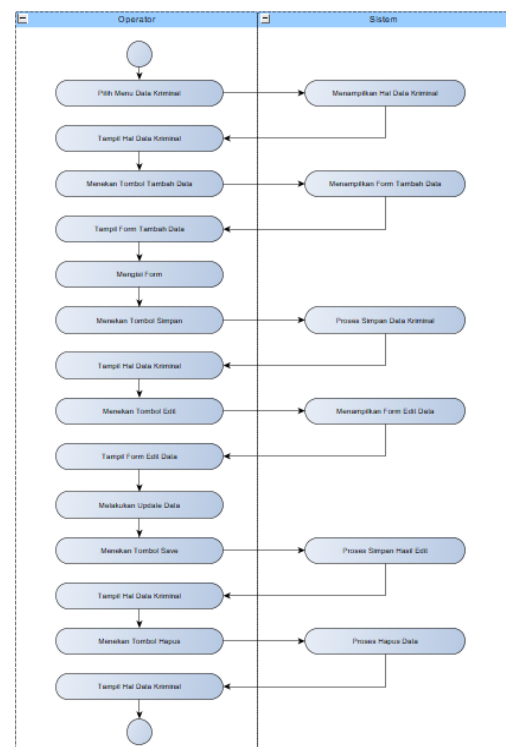 Operator
Sistem
Pilih Menu Data Kriminal
Menampilkan Hal Data Kriminal
Tampil Hal Data Kriminal
Menekan Tombol Tambah Data
Menampilkan Form Tambah Data
Tampil Form Tambah Data
Mengisi Form
Menekan Tombol Simpan
Proses Simpan Data Kriminal
Tampil Hal Data Kriminal
Menekan Tombol Edit
Menampilkan Form Edit Data
Tampil Form Edit Data
Melakukan Update Data
Menekan Tombol Save
Proses Simpan Hasil Edit
Tampil Hal Data Kriminal
Menekan Tombol Hapus
Proses Hapus Data
Tampil Hal Data Kriminal